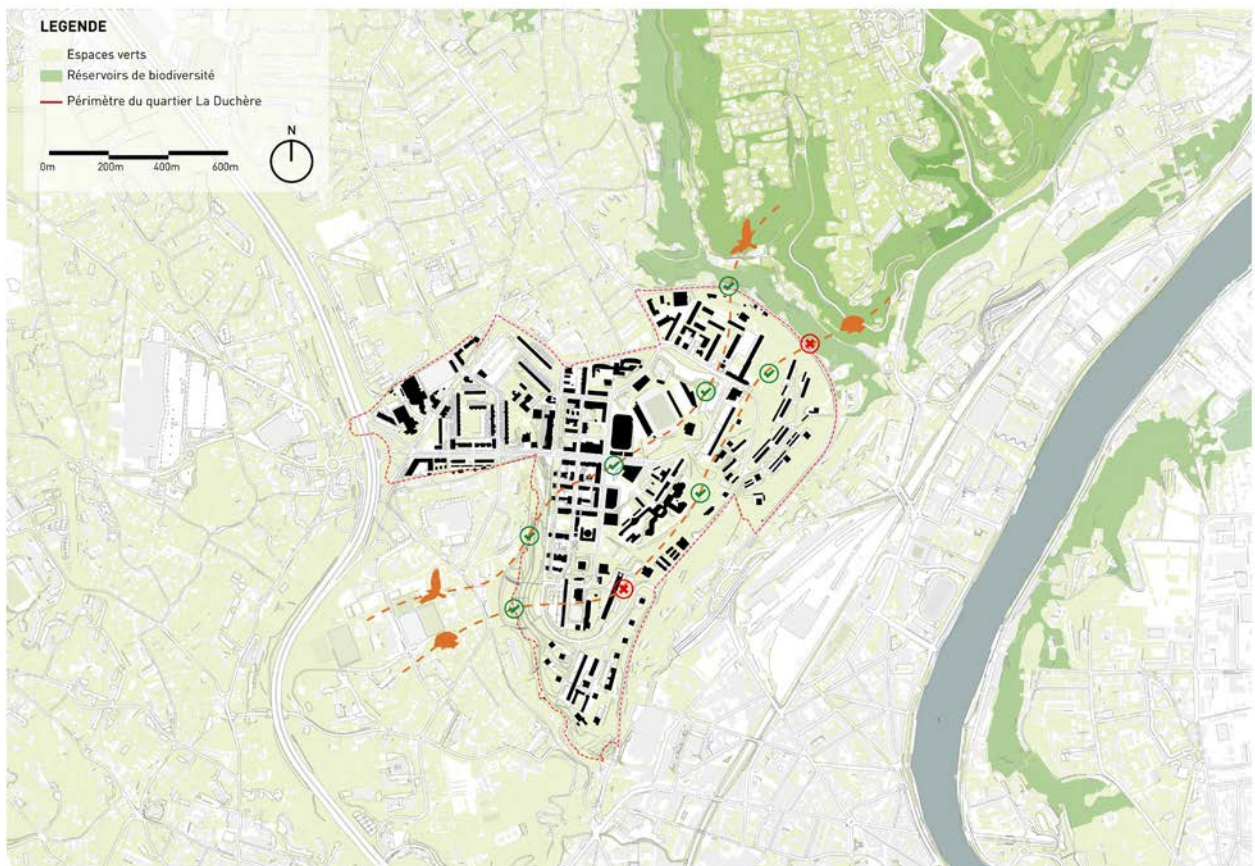 LEGENDE
Espaces verts
Réservoirs de biodiversité
Périmètre du quartier La Duchère
N
0m 200m 400m 600m